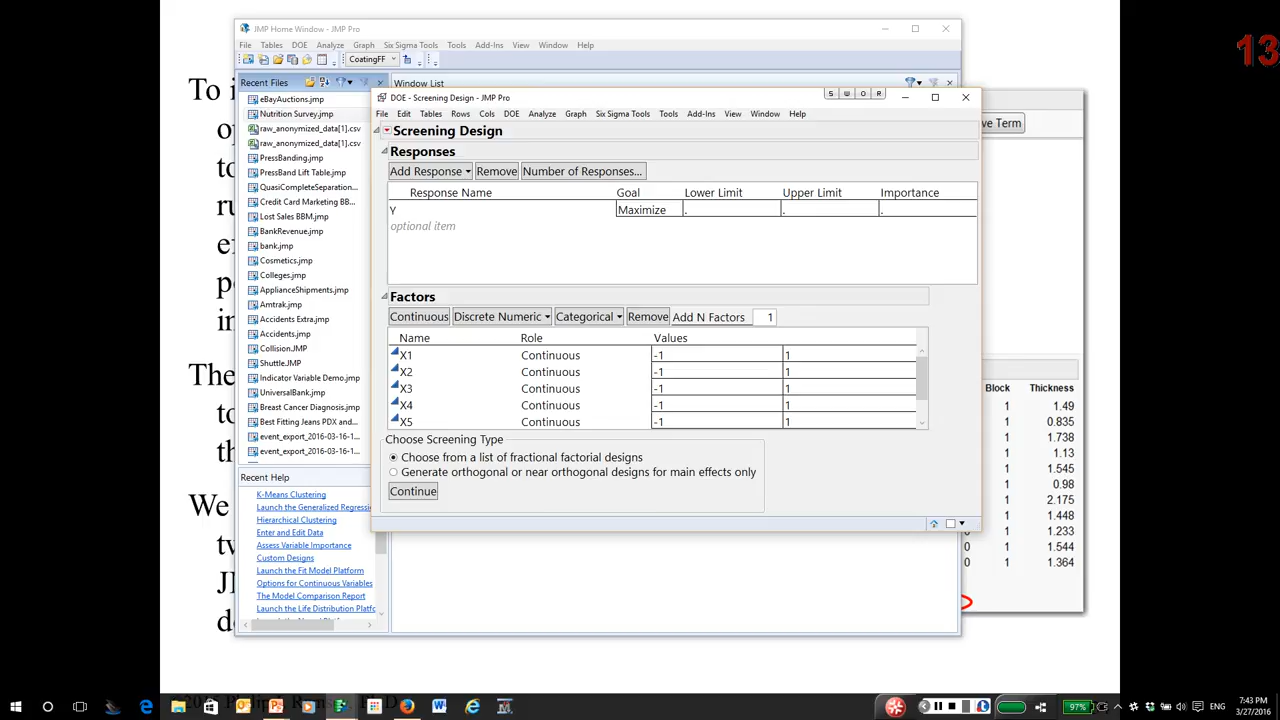 JMP Home Window - JMP Pro
File Tables DOE Analyze Graph Six Sigma Tools Tools Add-Ins View Window Help
CoatingFF
Recent Files
Window List
eBayAuctions.jmp
Nutrition Survey.jmp
raw_anonymized_data[1].csv
raw_anonymized_data[1].csv
PressBanding.jmp
PressBand Lift Table.jmp
QuasiCompleteSeparation...
Credit Card Marketing BB...
Lost Sales BBM.jmp
BankRevenue.jmp
bank.jmp
Cosmetics.jmp
Colleges.jmp
ApplianceShipments.jmp
Amtrak.jmp
Accidents Extra.jmp
Accidents.jmp
Collision.JMP
Shuttle.JMP
Indicator Variable Demo.jmp
UniversalBank.jmp
Breast Cancer Diagnosis.jmp
Best Fitting Jeans PDX and...
event_export_2016-03-16-1...
event_export_2016-03-16-1...
Recent Help
K-Means Clustering
Launch the Generalized Regressi
Hierarchical Clustering
Enter and Edit Data
Assess Variable Importance
Custom Designs
Launch the Fit Model Platform
Options for Continuous Variables
The Model Comparison Report
Launch the Life Distribution Platfo
DOE - Screening Design - JMP Pro
S W O R
File Edit Tables Rows Cols DOE Analyze Graph Six Sigma Tools Tools Add-Ins View Window Help
Screening Design
Responses
Add Response Remove Number of Responses...
Response Name Goal Lower Limit Upper Limit Importance
Y Maximize . . .
optional item
Factors
Continuous Discrete Numeric Categorical Remove Add N Factors 1
Name Role Values
X1 Continuous -1 1
X2 Continuous -1 1
X3 Continuous -1 1
X4 Continuous -1 1
X5 Continuous -1 1
Choose Screening Type
Choose from a list of fractional factorial designs
Generate orthogonal or near orthogonal designs for main effects only
Continue
13
To i
The
We
ve Term
Block Thickness
1 1.49
1 0.835
1 1.738
1 1.13
1 1.545
1 0.98
1 2.175
1 1.448
1 1.233
0 1 1.544
0 1 1.364
97%
ENG
7:43 PM
3/27/2016